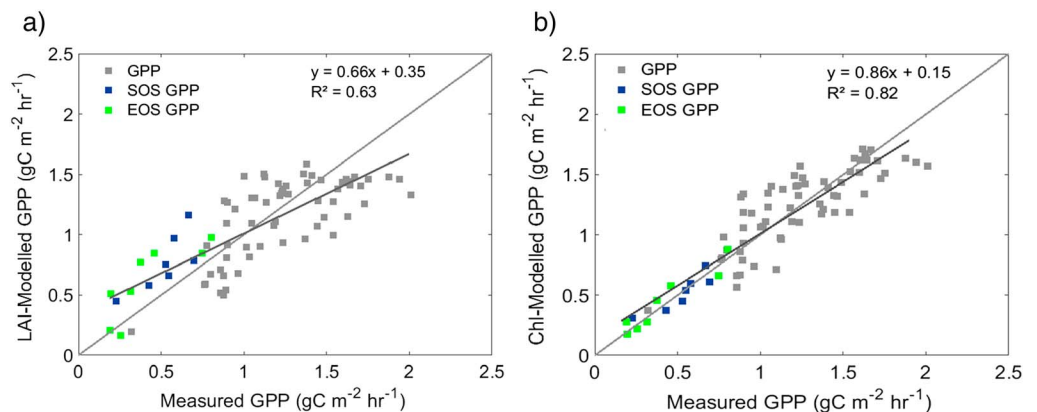 a)
2.5
2
1.5
1
0.5
0
LAI-Modelled GPP (gC m⁻² hr⁻¹)
GPP
SOS GPP
EOS GPP
y = 0.66x + 0.35
R² = 0.63
0 0.5 1 1.5 2 2.5
Measured GPP (gC m⁻² hr⁻¹)
b)
2.5
2
1.5
1
0.5
0
Chl-Modelled GPP (gC m⁻² hr⁻¹)
GPP
SOS GPP
EOS GPP
y = 0.86x + 0.15
R² = 0.82
0 0.5 1 1.5 2 2.5
Measured GPP (gC m⁻² hr⁻¹)